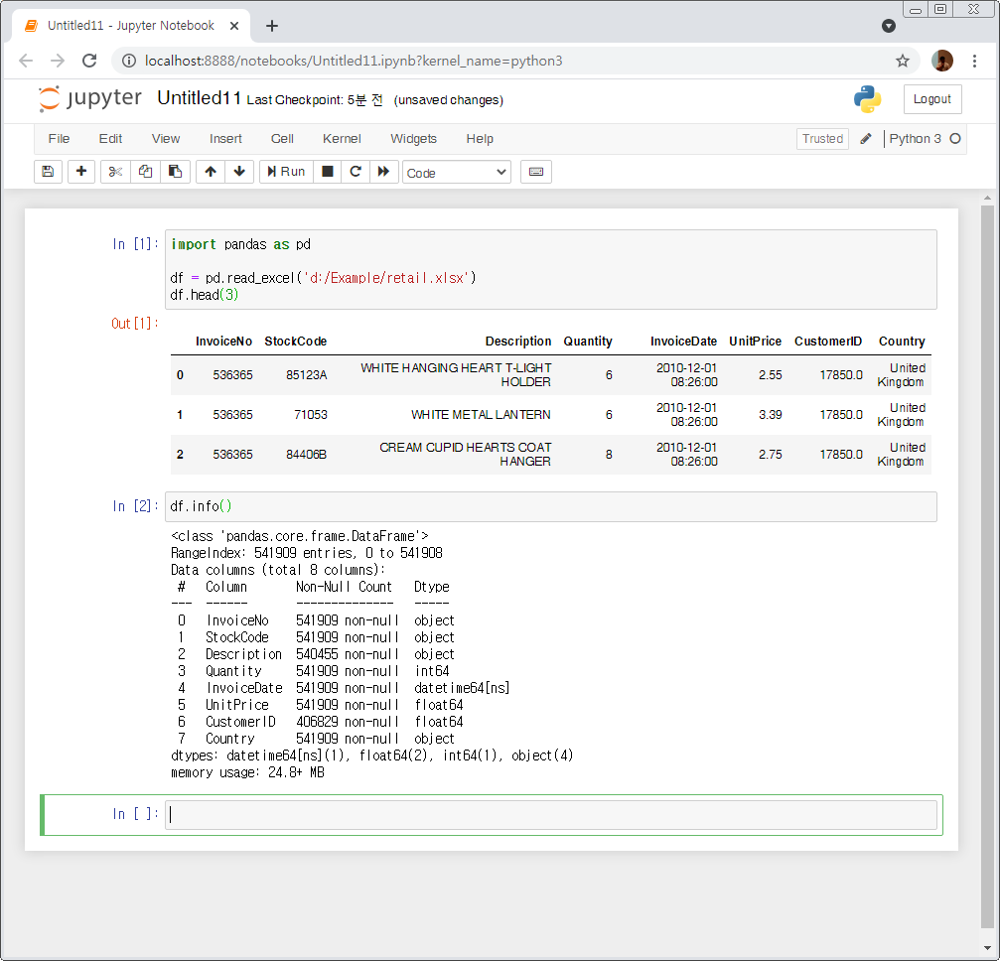 Untitled11 - Jupyter Notebook
localhost:8888/notebooks/Untitled11.ipynb?kernel_name=python3
jupyter Untitled11 Last Checkpoint: 5분 전 (unsaved changes)
Logout
File Edit View Insert Cell Kernel Widgets Help Trusted Python 3
Run Code
In [1]: import pandas as pd
df = pd.read_excel('d:/Example/retail.xlsx')
df.head(3)
Out[1]:
InvoiceNo StockCode Description Quantity InvoiceDate UnitPrice CustomerID Country
0 536365 85123A WHITE HANGING HEART T-LIGHT HOLDER 6 2010-12-01 08:26:00 2.55 17850.0 United Kingdom
1 536365 71053 WHITE METAL LANTERN 6 2010-12-01 08:26:00 3.39 17850.0 United Kingdom
2 536365 84406B CREAM CUPID HEARTS COAT HANGER 8 2010-12-01 08:26:00 2.75 17850.0 United Kingdom
In [2]: df.info()
<class 'pandas.core.frame.DataFrame'>
RangeIndex: 541909 entries, 0 to 541908
Data columns (total 8 columns):
 #   Column       Non-Null Count   Dtype
---  ------       --------------   -----
 0   InvoiceNo    541909 non-null  object
 1   StockCode    541909 non-null  object
 2   Description  540455 non-null  object
 3   Quantity     541909 non-null  int64
 4   InvoiceDate  541909 non-null  datetime64[ns]
 5   UnitPrice    541909 non-null  float64
 6   CustomerID   406829 non-null  float64
 7   Country      541909 non-null  object
dtypes: datetime64[ns](1), float64(2), int64(1), object(4)
memory usage: 24.8+ MB
In [ ]: